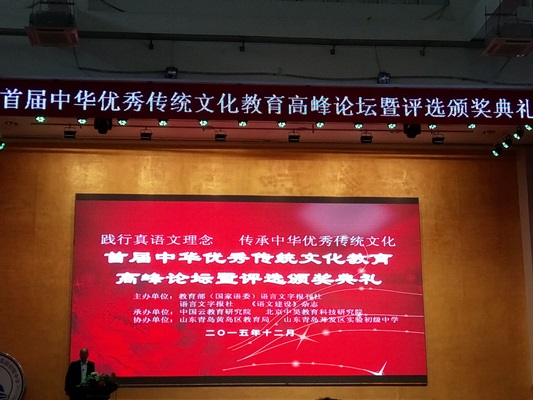 首届中华优秀传统文化教育高峰论坛暨评选颁奖典礼
践行真语文理念 传承中华优秀传统文化
首届中华优秀传统文化教育
高峰论坛暨评选颁奖典礼
主办单位：教育部（国家语委）语言文字报刊社
语言文字报社 《语文建设》杂志
承办单位：中国云教育研究院 北京中昊教育科技研究院
协办单位：山东青岛黄岛区教育局 山东青岛开发区实验初级中学
二〇一五年十二月